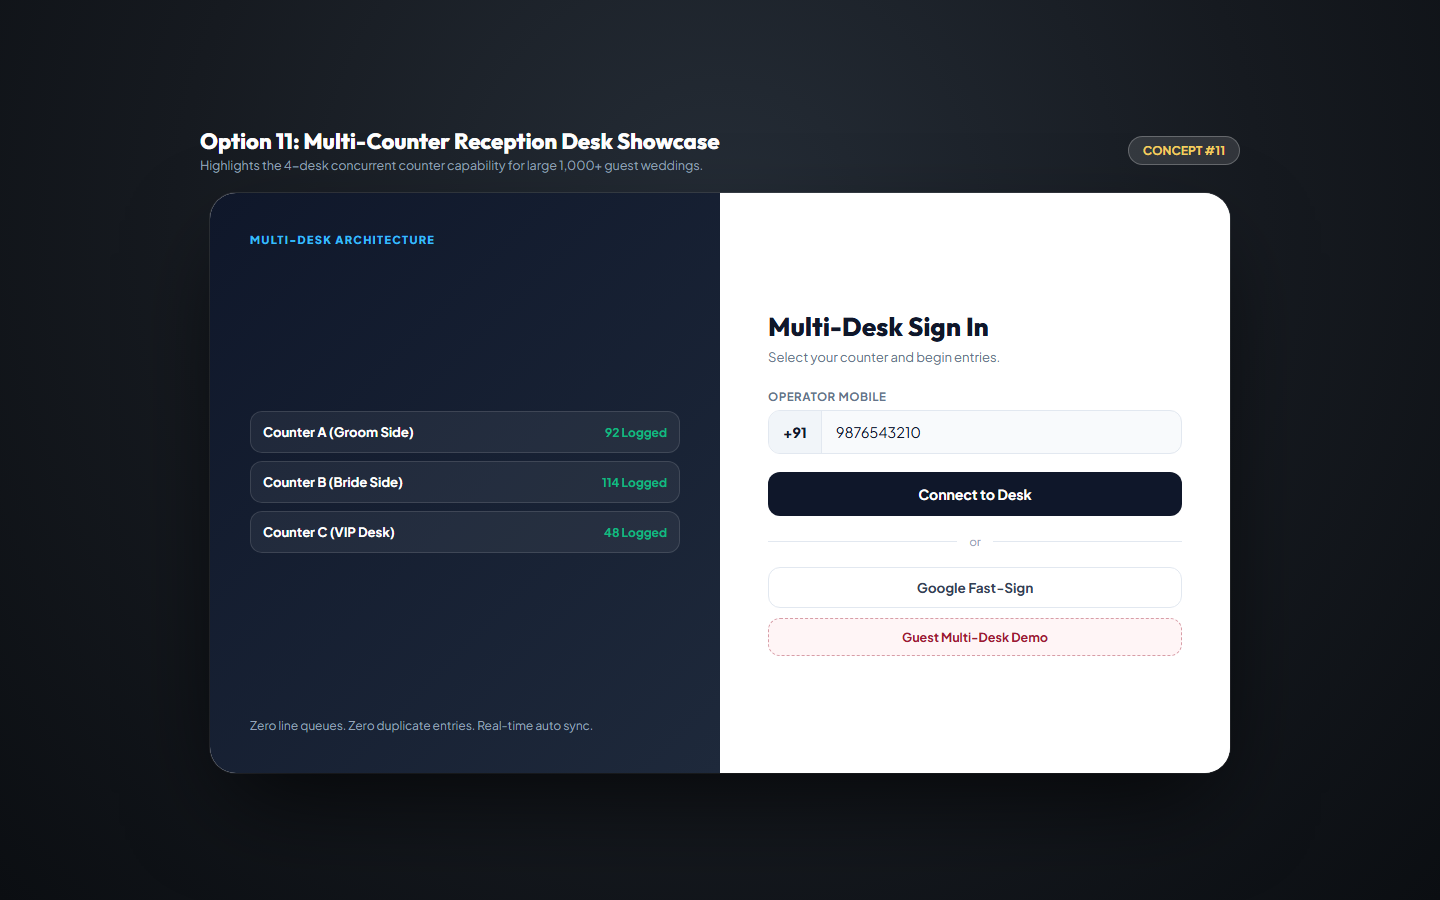 Option 11: Multi-Counter Reception Desk Showcase
Highlights the 4-desk concurrent counter capability for large 1,000+ guest weddings.
CONCEPT #11
MULTI-DESK ARCHITECTURE
Counter A (Groom Side) 92 Logged
Counter B (Bride Side) 114 Logged
Counter C (VIP Desk) 48 Logged
Zero line queues. Zero duplicate entries. Real-time auto sync.
Multi-Desk Sign In
Select your counter and begin entries.
OPERATOR MOBILE
+91 9876543210
Connect to Desk
or
Google Fast-Sign
Guest Multi-Desk Demo